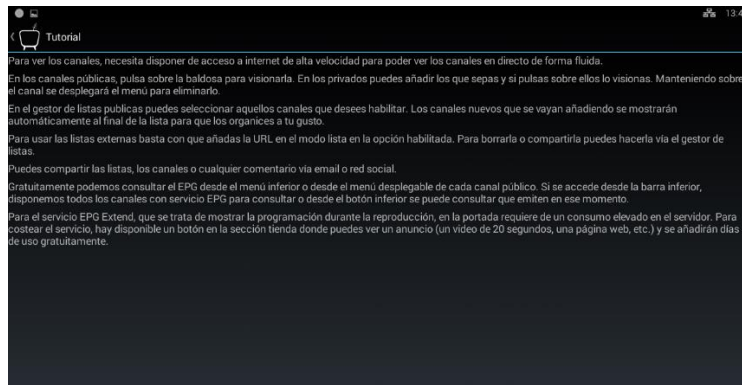 13:4
Tutorial
Para ver los canales, necesita disponer de acceso a internet de alta velocidad para poder ver los canales en directo de forma fluida.
En los canales públicas, pulsa sobre la baldosa para visionarla. En los privados puedes añadir los que sepas y si pulsas sobre ellos lo visionas. Manteniendo sobre
el canal se desplegará el menú para eliminarlo.
En el gestor de listas publicas puedes seleccionar aquellos canales que desees habilitar. Los canales nuevos que se vayan añadiendo se mostrarán
automáticamente al final de la lista para que los organices a tu gusto.
Para usar las listas externas basta con que añadas la URL en el modo lista en la opción habilitada. Para borrarla o compartirla puedes hacerla vía el gestor de
listas.
Puedes compartir las listas, los canales o cualquier comentario vía email o red social.
Gratuitamente podemos consultar el EPG desde el menú inferior o desde el menú desplegable de cada canal público. Si se accede desde la barra inferior,
disponemos todos los canales con servicio EPG para consultar o desde el botón inferior se puede consultar que emiten en ese momento.
Para el servicio EPG Extend, que se trata de mostrar la programación durante la reproducción, en la portada requiere de un consumo elevado en el servidor. Para
costear el servicio, hay disponible un botón en la sección tienda donde puedes ver un anuncio (un video de 20 segundos, una página web, etc.) y se añadirán días
de uso gratuitamente.